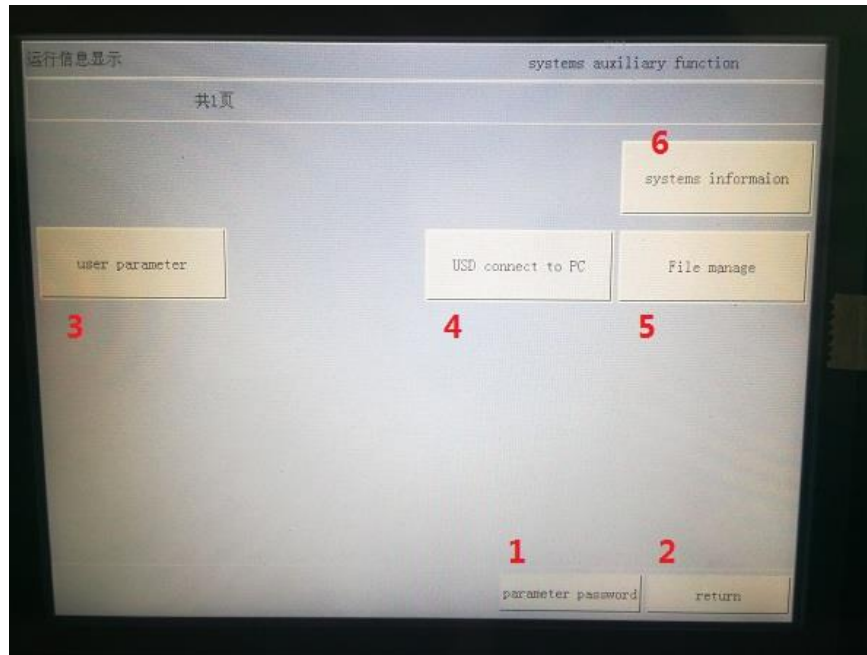 运行信息显示
systems auxiliary function
共1页
6
systems informaion
user parameter
USD connect to PC
File manage
3
4
5
1
2
parameter password
return